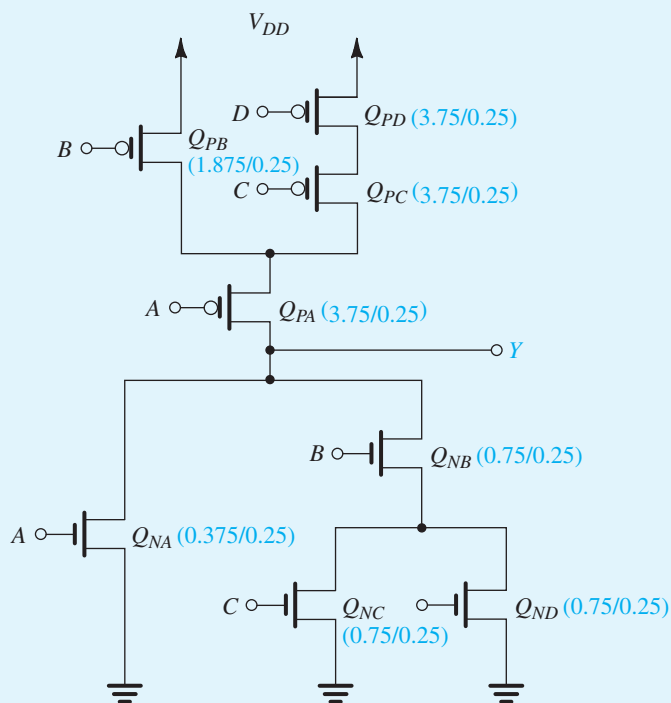 V_DD
D
Q_PD (3.75/0.25)
B
Q_PB
(1.875/0.25)
C
Q_PC (3.75/0.25)
A
Q_PA (3.75/0.25)
Y
B
Q_NB (0.75/0.25)
A
Q_NA (0.375/0.25)
C
Q_NC
(0.75/0.25)
Q_ND (0.75/0.25)